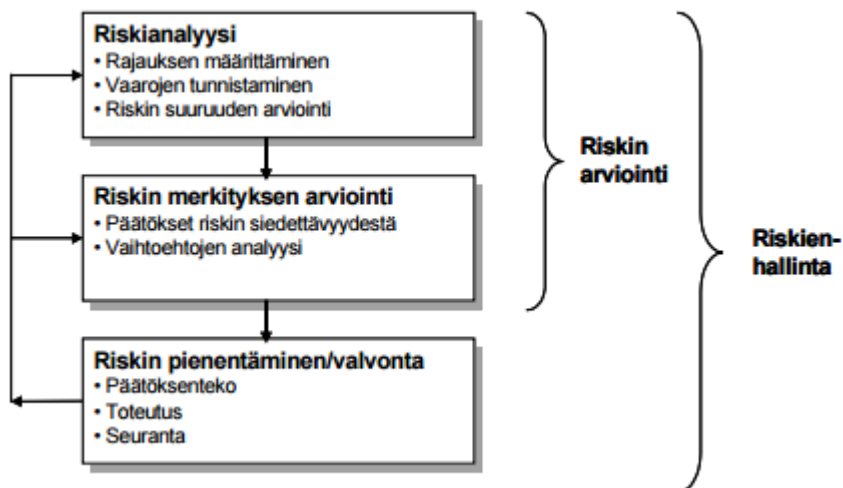 Riskianalyysi
• Rajauksen määrittäminen
• Vaarojen tunnistaminen
• Riskin suuruuden arviointi
Riskin merkityksen arviointi
• Päätökset riskin siedettävyydestä
• Vaihtoehtojen analyysi
Riskin pienentäminen/valvonta
• Päätöksenteko
• Toteutus
• Seuranta
Riskin
arviointi
Riskien-
hallinta